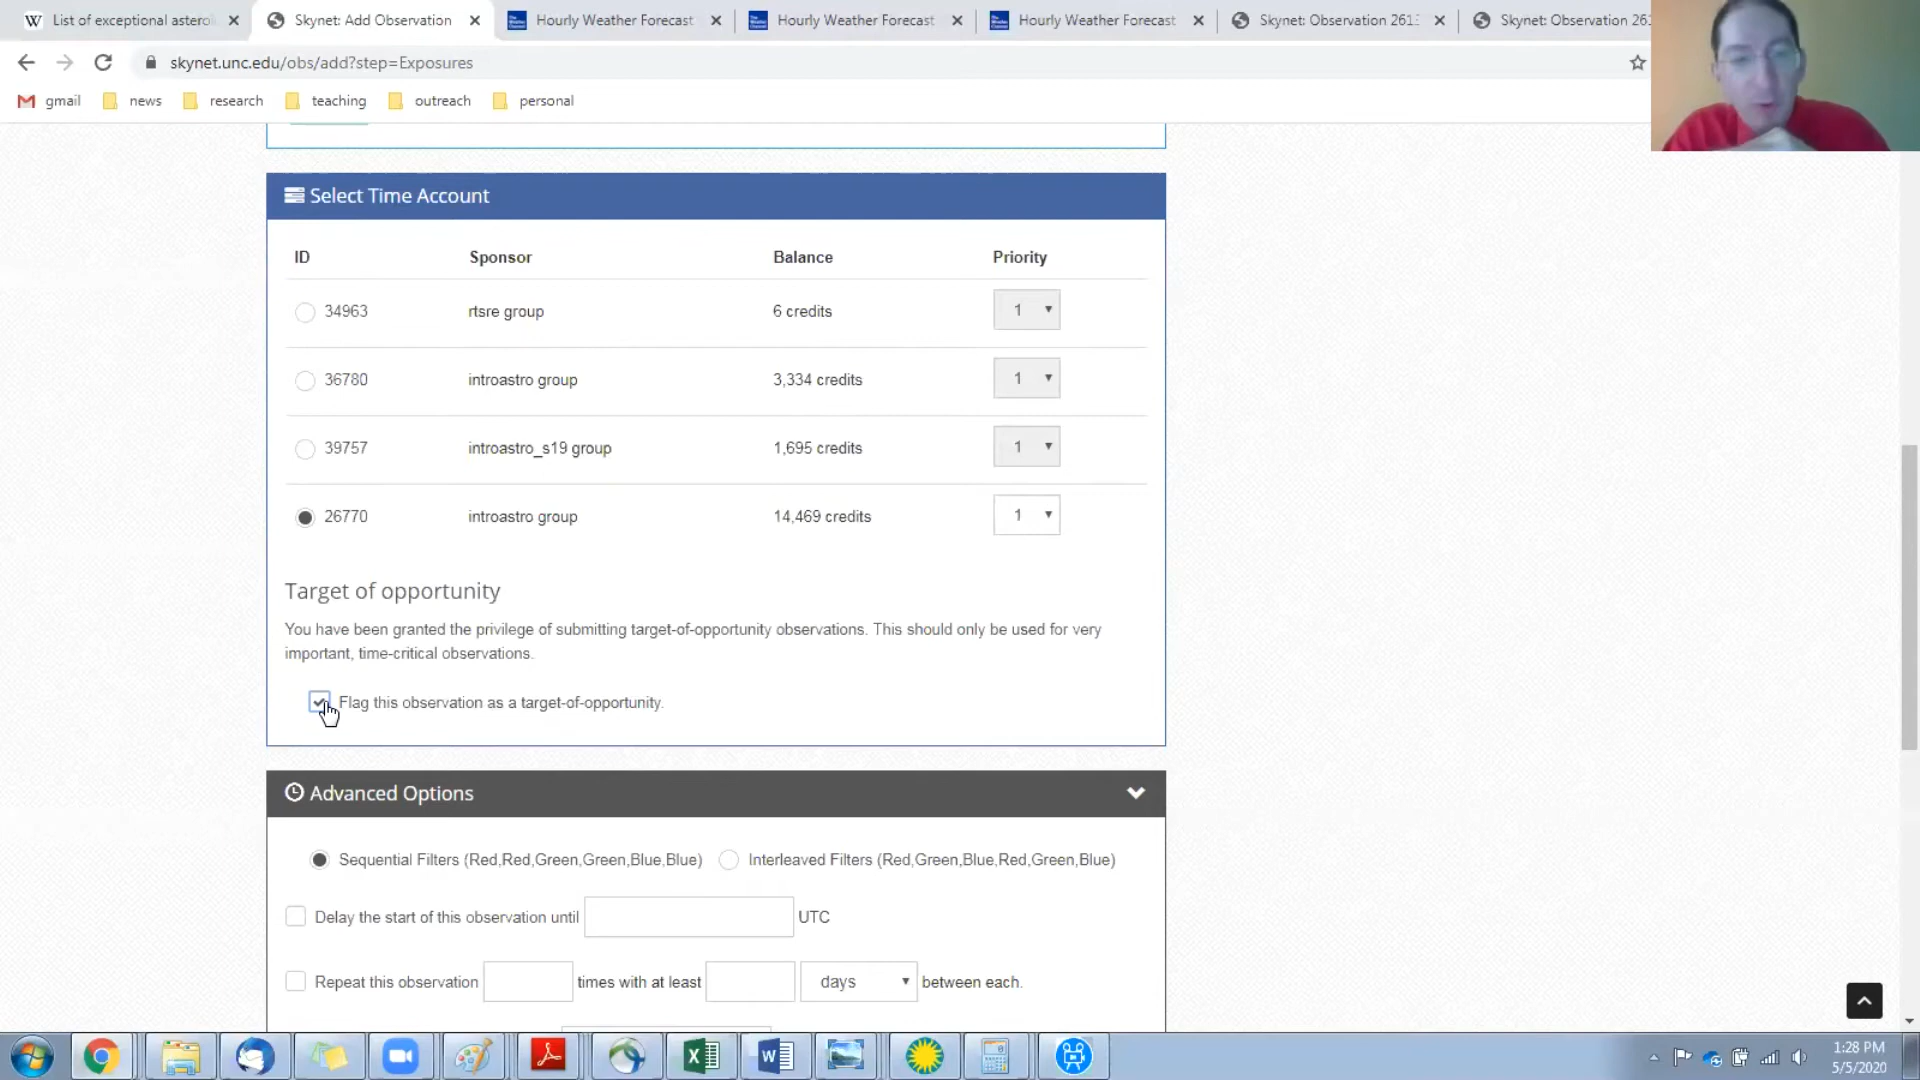 List of exceptional asteroi
Skynet: Add Observation
Hourly Weather Forecast
Hourly Weather Forecast
Hourly Weather Forecast
Skynet: Observation 261
Skynet: Observation 261
skynet.unc.edu/obs/add?step=Exposures
gmail
news
research
teaching
outreach
personal
Select Time Account
ID Sponsor Balance Priority
34963 rtsre group 6 credits 1
36780 introastro group 3,334 credits 1
39757 introastro_s19 group 1,695 credits 1
26770 introastro group 14,469 credits 1
Target of opportunity
You have been granted the privilege of submitting target-of-opportunity observations. This should only be used for very
important, time-critical observations.
Flag this observation as a target-of-opportunity.
Advanced Options
Sequential Filters (Red,Red,Green,Green,Blue,Blue) Interleaved Filters (Red,Green,Blue,Red,Green,Blue)
Delay the start of this observation until UTC
Repeat this observation times with at least days between each.
1:28 PM
5/5/2020